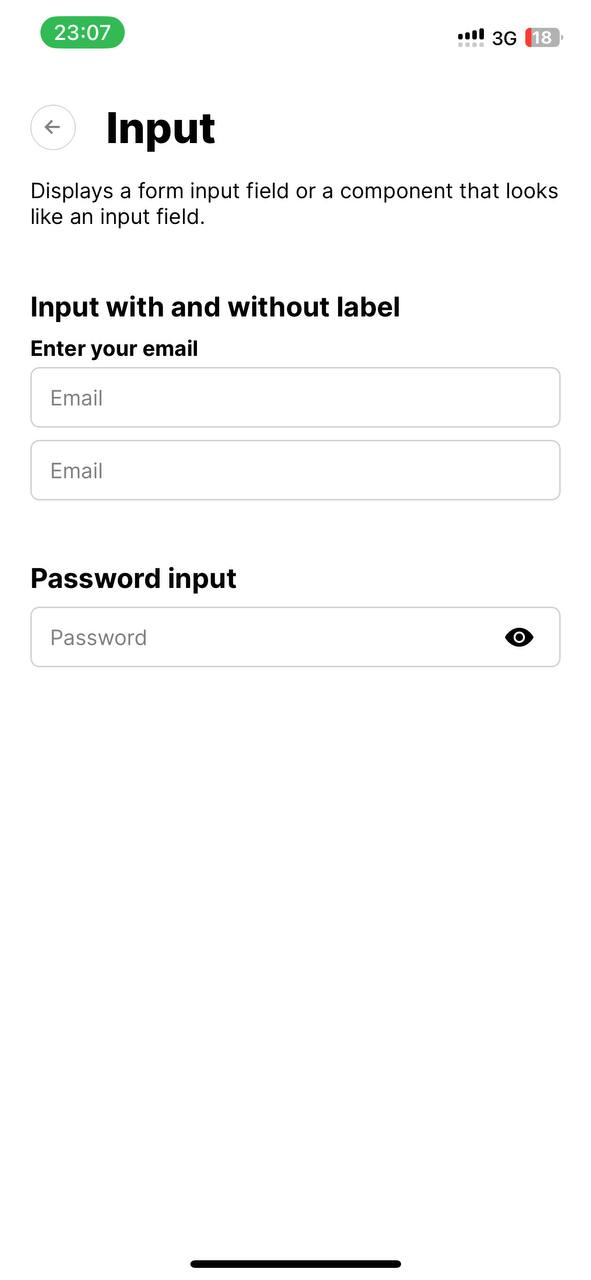 23:07
3G 18
Input
Displays a form input field or a component that looks
like an input field.
Input with and without label
Enter your email
Email
Email
Password input
Password